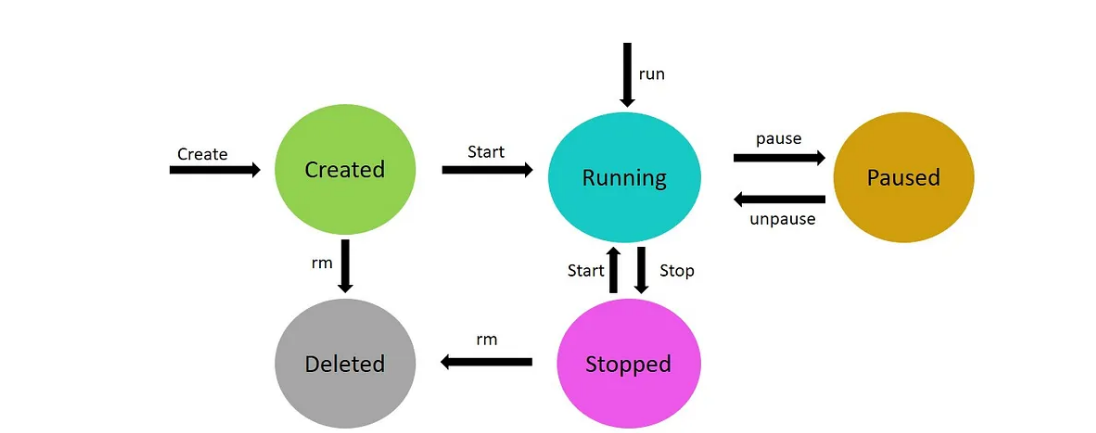 run
Create
Created
Start
Running
pause
unpause
Paused
rm
Start
Stop
Deleted
rm
Stopped